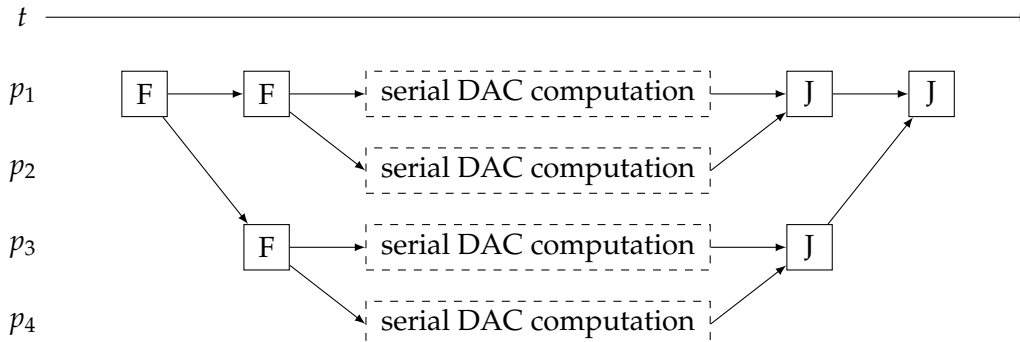 t
p1 F F serial DAC computation J J
p2 serial DAC computation
p3 F serial DAC computation J
p4 serial DAC computation